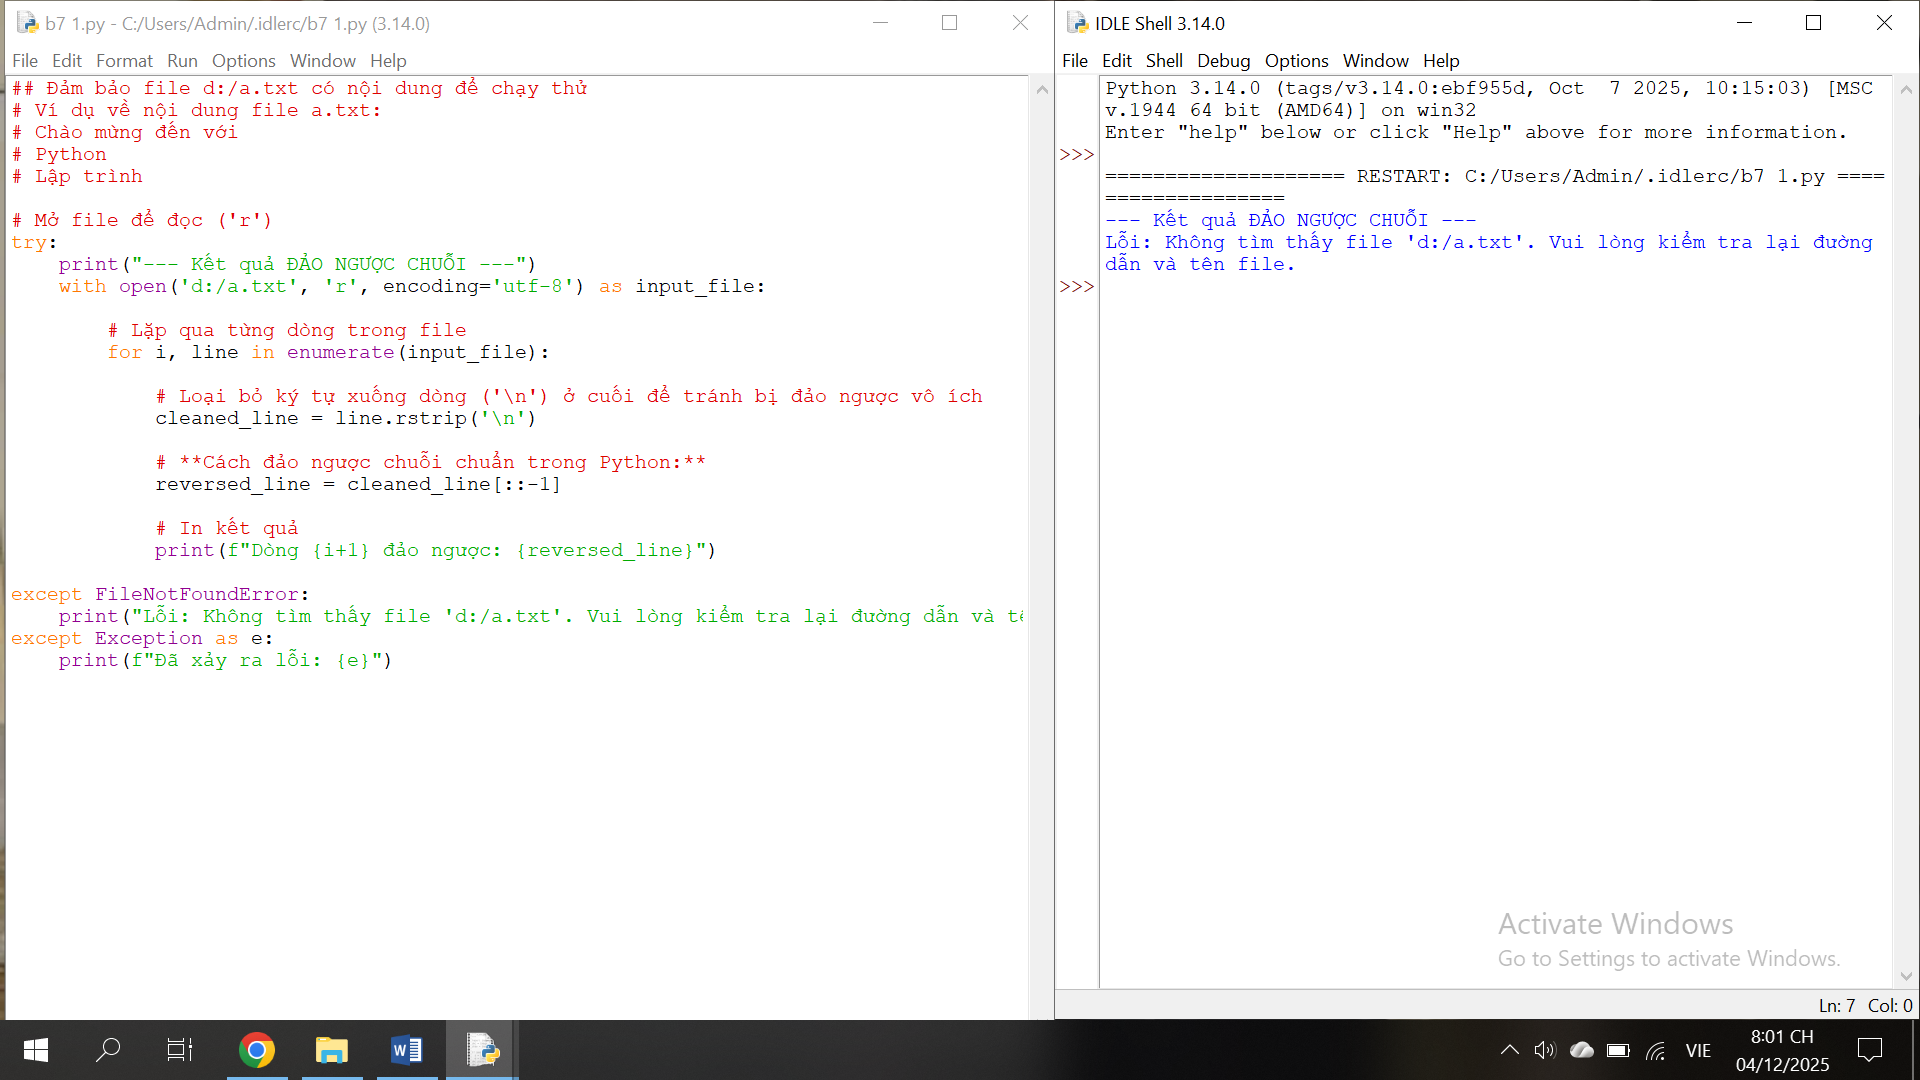 b7 1.py - C:/Users/Admin/.idlerc/b7 1.py (3.14.0)
File Edit Format Run Options Window Help
## Đảm bảo file d:/a.txt có nội dung để chạy thử
# Ví dụ về nội dung file a.txt:
# Chào mừng đến với
# Python
# Lập trình
# Mở file để đọc ('r')
try:
    print("--- Kết quả ĐẢO NGƯỢC CHUỖI ---")
    with open('d:/a.txt', 'r', encoding='utf-8') as input_file:
        # Lặp qua từng dòng trong file
        for i, line in enumerate(input_file):
            # Loại bỏ ký tự xuống dòng ('\n') ở cuối để tránh bị đảo ngược vô ích
            cleaned_line = line.rstrip('\n')
            # **Cách đảo ngược chuỗi chuẩn trong Python:**
            reversed_line = cleaned_line[::-1]
            # In kết quả
            print(f"Dòng {i+1} đảo ngược: {reversed_line}")
except FileNotFoundError:
    print("Lỗi: Không tìm thấy file 'd:/a.txt'. Vui lòng kiểm tra lại đường dẫn và
except Exception as e:
    print(f"Đã xảy ra lỗi: {e}")
IDLE Shell 3.14.0
File Edit Shell Debug Options Window Help
Python 3.14.0 (tags/v3.14.0:ebf955d, Oct  7 2025, 10:15:03) [MSC
v.1944 64 bit (AMD64)] on win32
Enter "help" below or click "Help" above for more information.
>>>
==================== RESTART: C:/Users/Admin/.idlerc/b7 1.py ====
===============
--- Kết quả ĐẢO NGƯỢC CHUỖI ---
Lỗi: Không tìm thấy file 'd:/a.txt'. Vui lòng kiểm tra lại đường
dẫn và tên file.
>>>
Activate Windows
Go to Settings to activate Windows.
Ln: 7 Col: 0
VIE
8:01 CH
04/12/2025